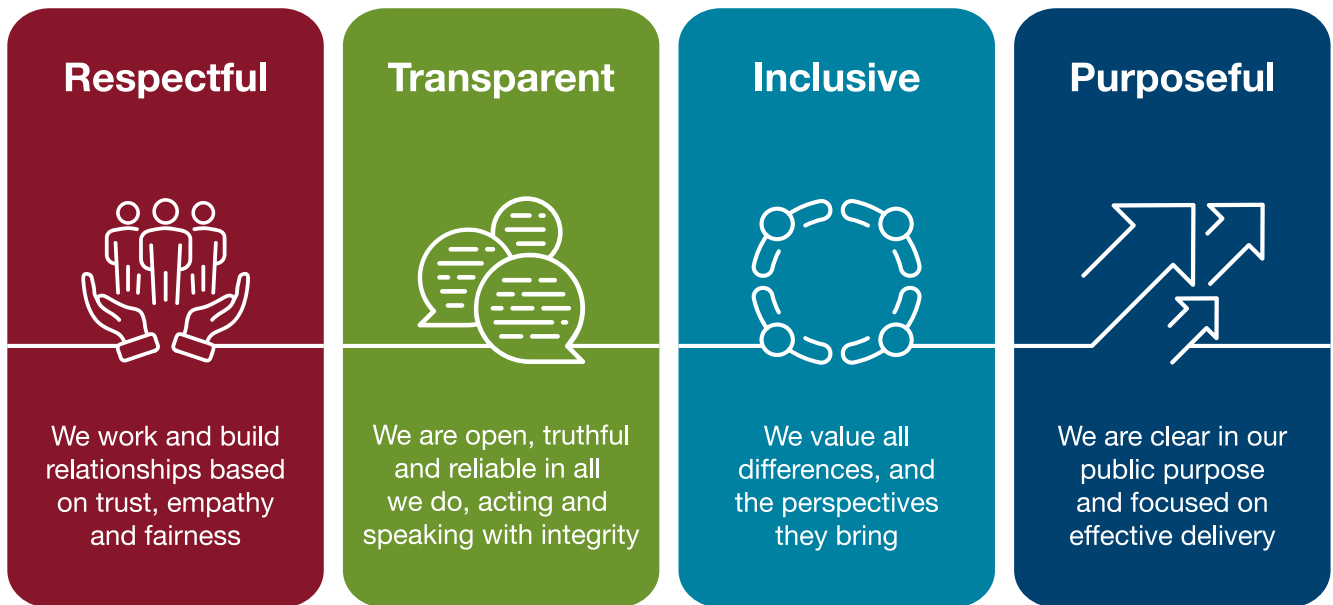 Respectful
We work and build
relationships based
on trust, empathy
and fairness
Transparent
We are open, truthful
and reliable in all
we do, acting and
speaking with integrity
Inclusive
We value all
differences, and
the perspectives
they bring
Purposeful
We are clear in our
public purpose
and focused on
effective delivery